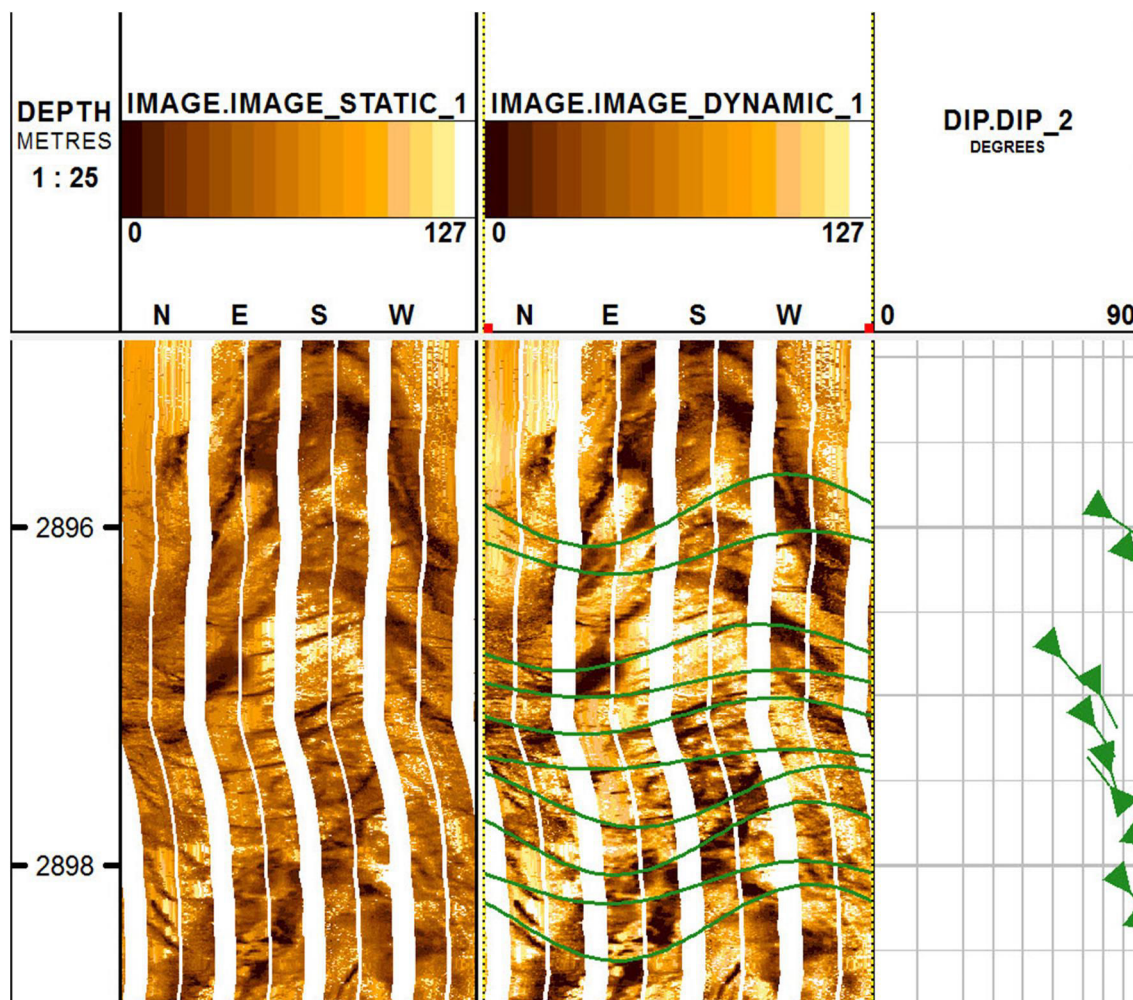 DEPTH
METRES
1 : 25
IMAGE.IMAGE_STATIC_1
0 127
N E S W
IMAGE.IMAGE_DYNAMIC_1
0 127
N E S W
DIP.DIP_2
DEGREES
0 90
2896
2898